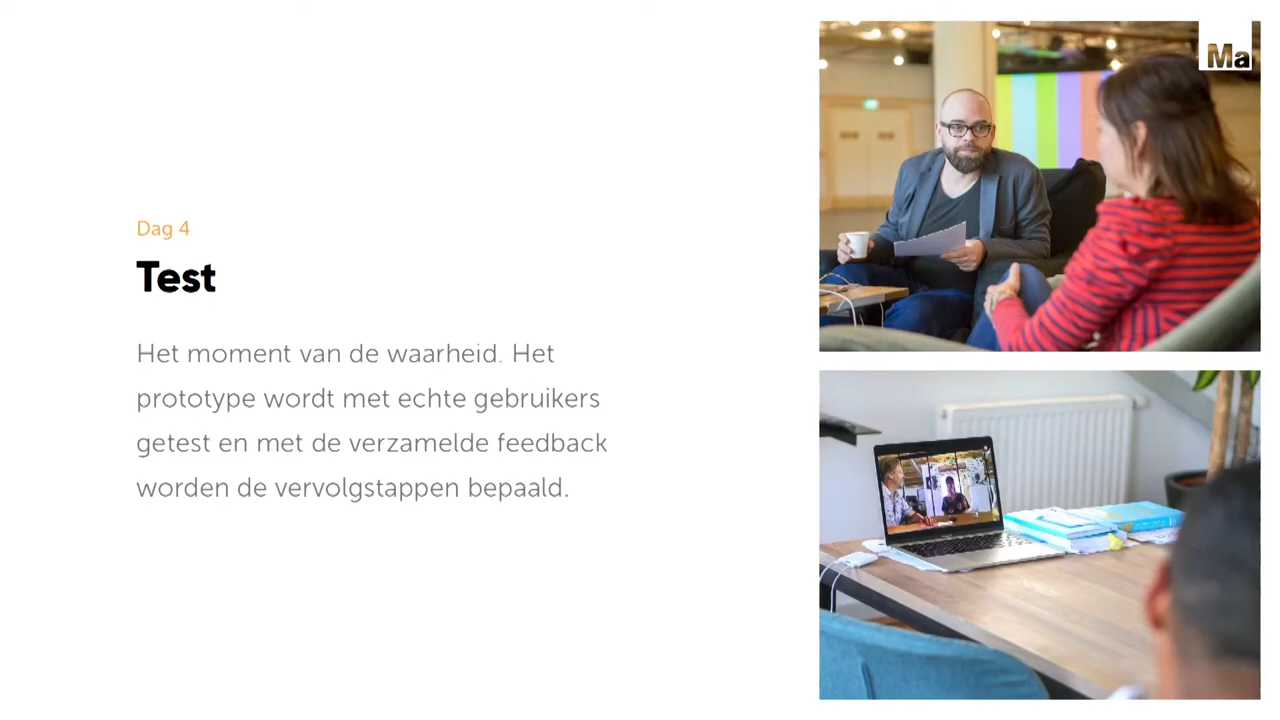 Ma
Dag 4
Test
Het moment van de waarheid. Het
prototype wordt met echte gebruikers
getest en met de verzamelde feedback
worden de vervolgstappen bepaald.